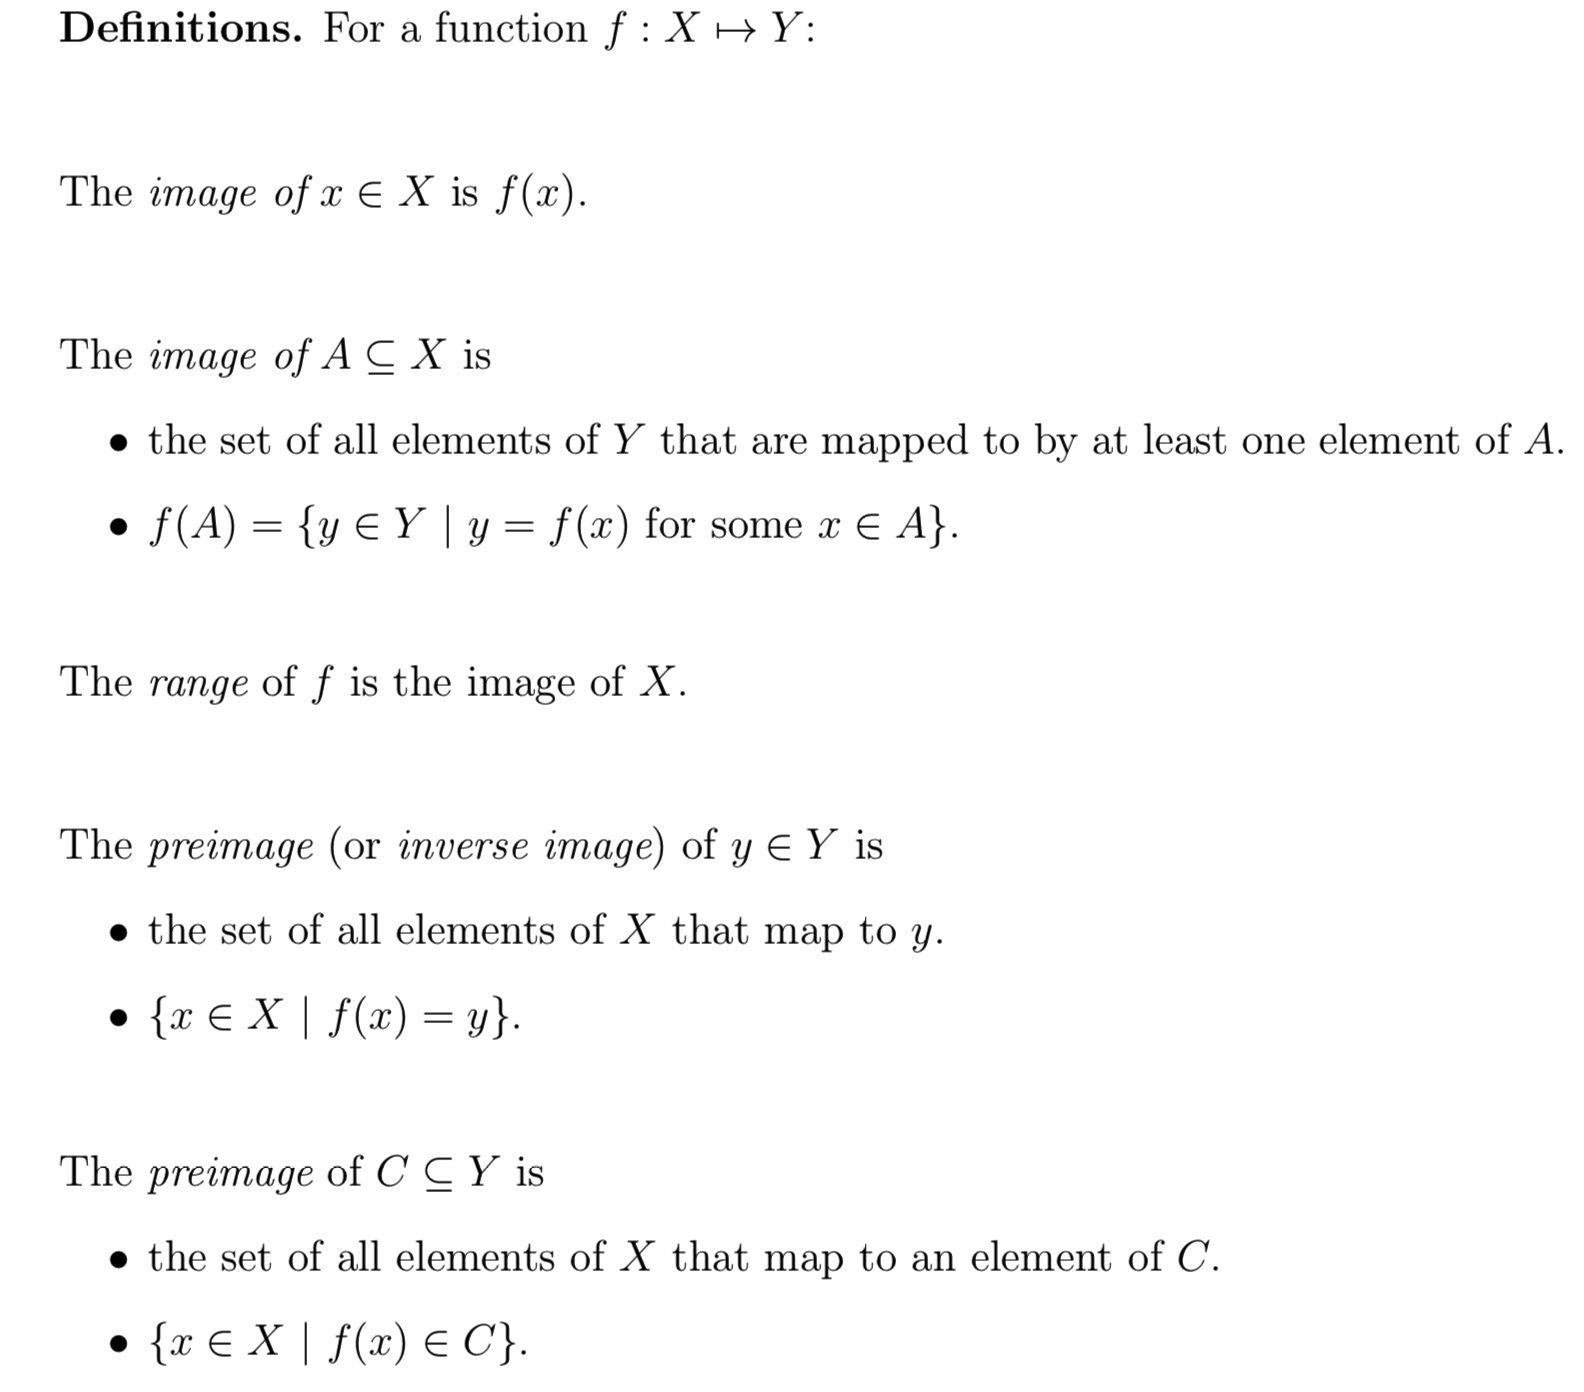 Definitions. For a function f : X ↦ Y:
The image of x ∈ X is f(x).
The image of A ⊆ X is
• the set of all elements of Y that are mapped to by at least one element of A.
• f(A) = {y ∈ Y | y = f(x) for some x ∈ A}.
The range of f is the image of X.
The preimage (or inverse image) of y ∈ Y is
• the set of all elements of X that map to y.
• {x ∈ X | f(x) = y}.
The preimage of C ⊆ Y is
• the set of all elements of X that map to an element of C.
• {x ∈ X | f(x) ∈ C}.